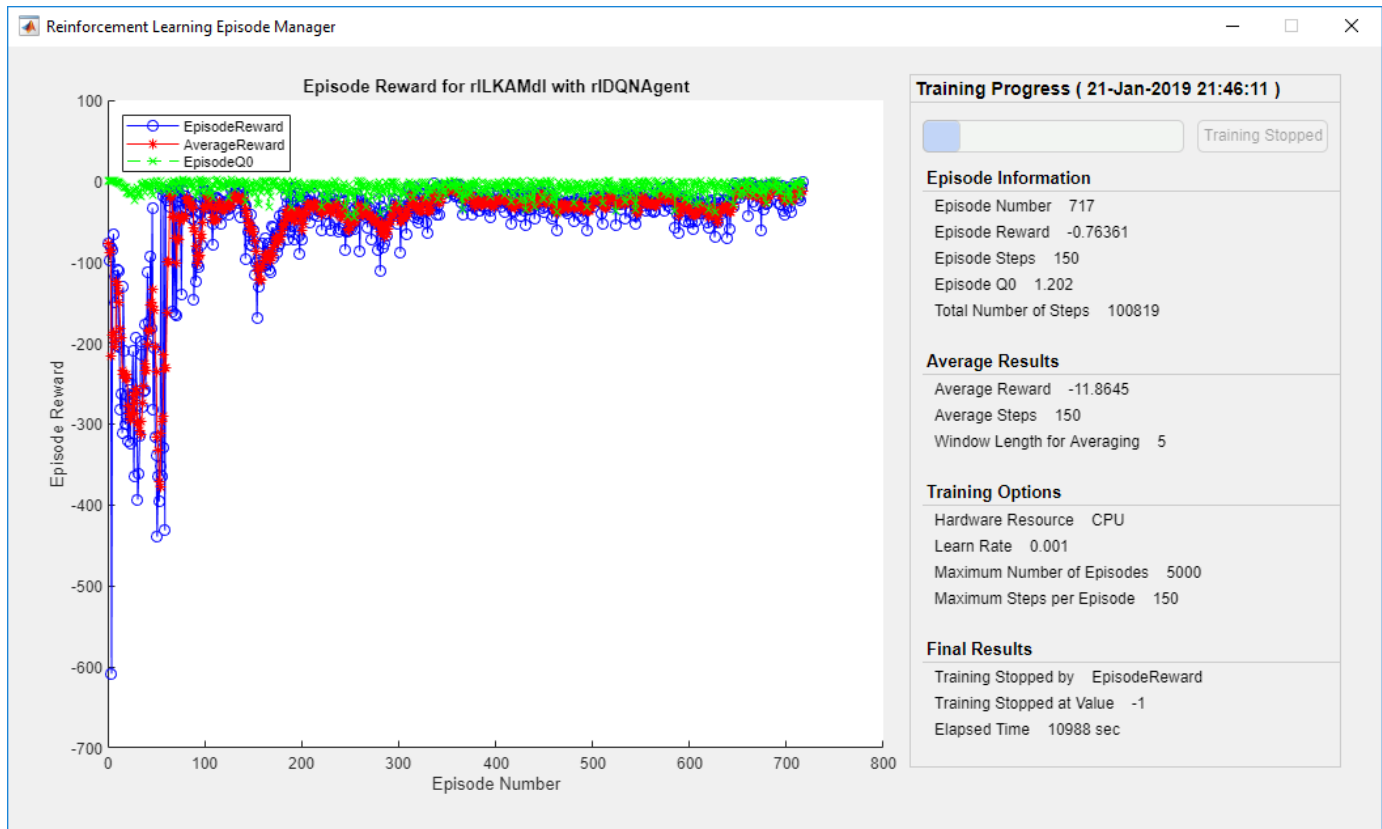 Reinforcement Learning Episode Manager
Episode Reward for rlLKAMdl with rlDQNAgent
EpisodeReward
AverageReward
EpisodeQ0
Episode Reward
100
0
-100
-200
-300
-400
-500
-600
-700
0 100 200 300 400 500 600 700 800
Episode Number
Training Progress ( 21-Jan-2019 21:46:11 )
Training Stopped
Episode Information
Episode Number 717
Episode Reward -0.76361
Episode Steps 150
Episode Q0 1.202
Total Number of Steps 100819
Average Results
Average Reward -11.8645
Average Steps 150
Window Length for Averaging 5
Training Options
Hardware Resource CPU
Learn Rate 0.001
Maximum Number of Episodes 5000
Maximum Steps per Episode 150
Final Results
Training Stopped by EpisodeReward
Training Stopped at Value -1
Elapsed Time 10988 sec